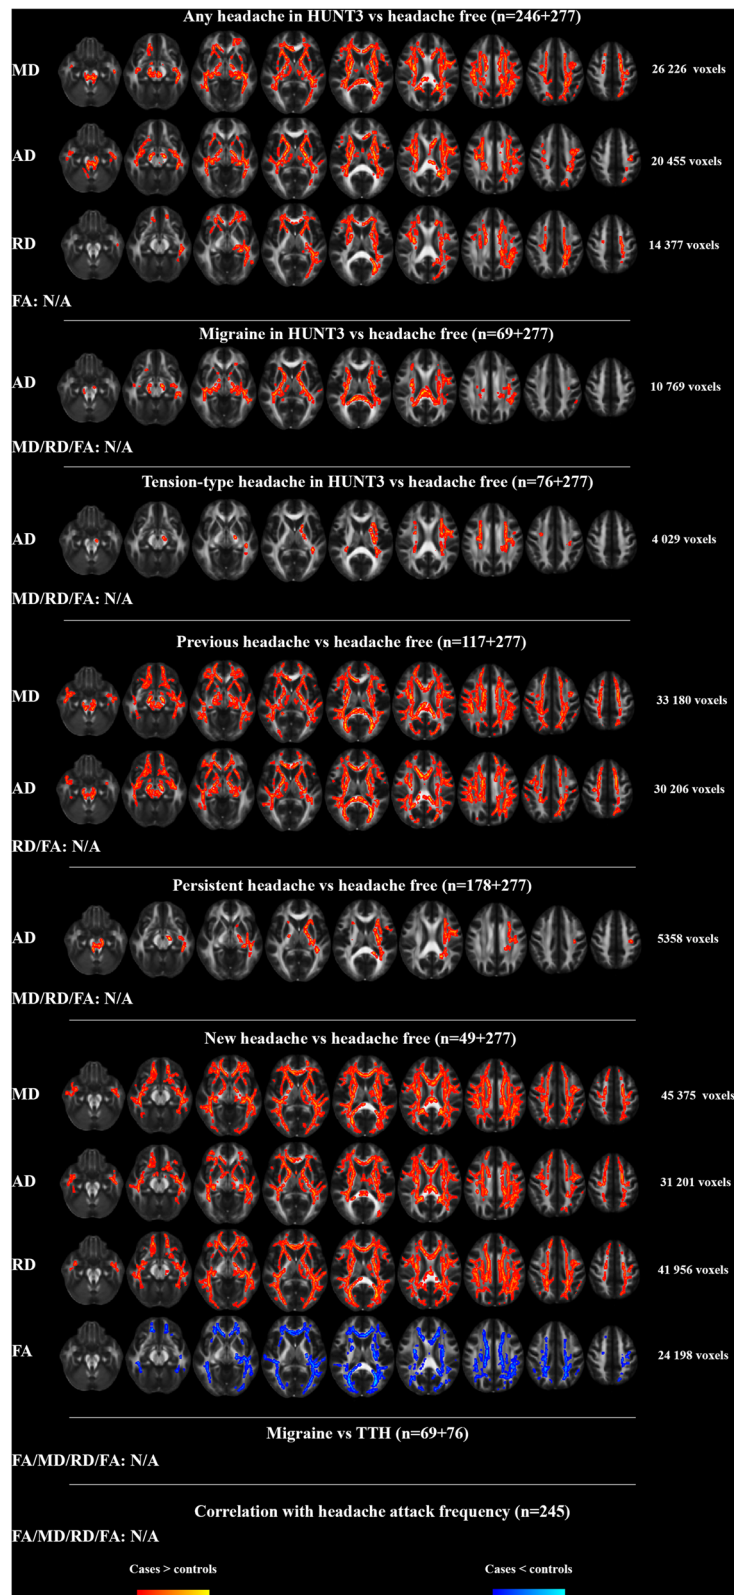 Any headache in HUNT3 vs headache free (n=246+277)
MD
26 226 voxels
AD
20 455 voxels
RD
14 377 voxels
FA: N/A
Migraine in HUNT3 vs headache free (n=69+277)
AD
10 769 voxels
MD/RD/FA: N/A
Tension-type headache in HUNT3 vs headache free (n=76+277)
AD
4 029 voxels
MD/RD/FA: N/A
Previous headache vs headache free (n=117+277)
MD
33 180 voxels
AD
30 206 voxels
RD/FA: N/A
Persistent headache vs headache free (n=178+277)
AD
5358 voxels
MD/RD/FA: N/A
New headache vs headache free (n=49+277)
MD
45 375 voxels
AD
31 201 voxels
RD
41 956 voxels
FA
24 198 voxels
Migraine vs TTH (n=69+76)
FA/MD/RD/FA: N/A
Correlation with headache attack frequency (n=245)
FA/MD/RD/FA: N/A
Cases > controls
Cases < controls